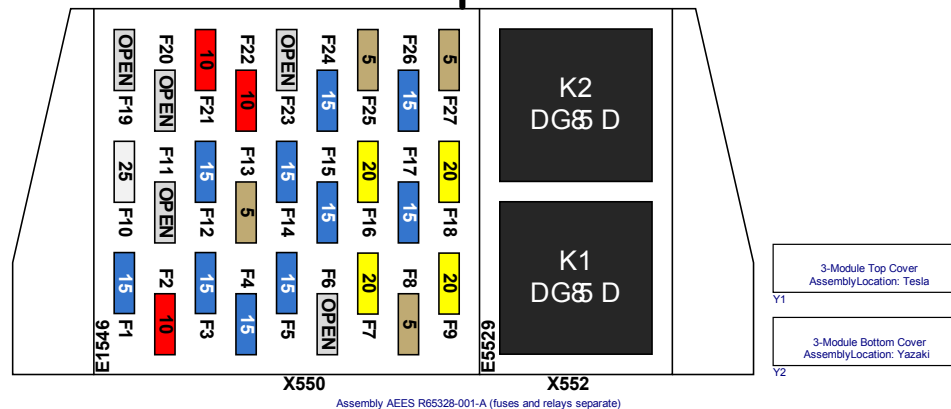 OPEN F20 10 F22 OPEN F24 5 F26 5
F19 OPEN F21 10 F23 15 F25 15 F27
25 F11 15 F13 15 F15 20 F17 20
F10 OPEN F12 5 F14 15 F16 15 F18
15 F2 15 F4 15 F6 20 F8 20
F1 10 F3 15 F5 OPEN F7 5 F9
K2
DG85 D
K1
DG85 D
E1546
E5529
X550
X552
Assembly AEES R65328-001-A (fuses and relays separate)
3-Module Top Cover
AssemblyLocation: Tesla
Y1
3-Module Bottom Cover
AssemblyLocation: Yazaki
Y2